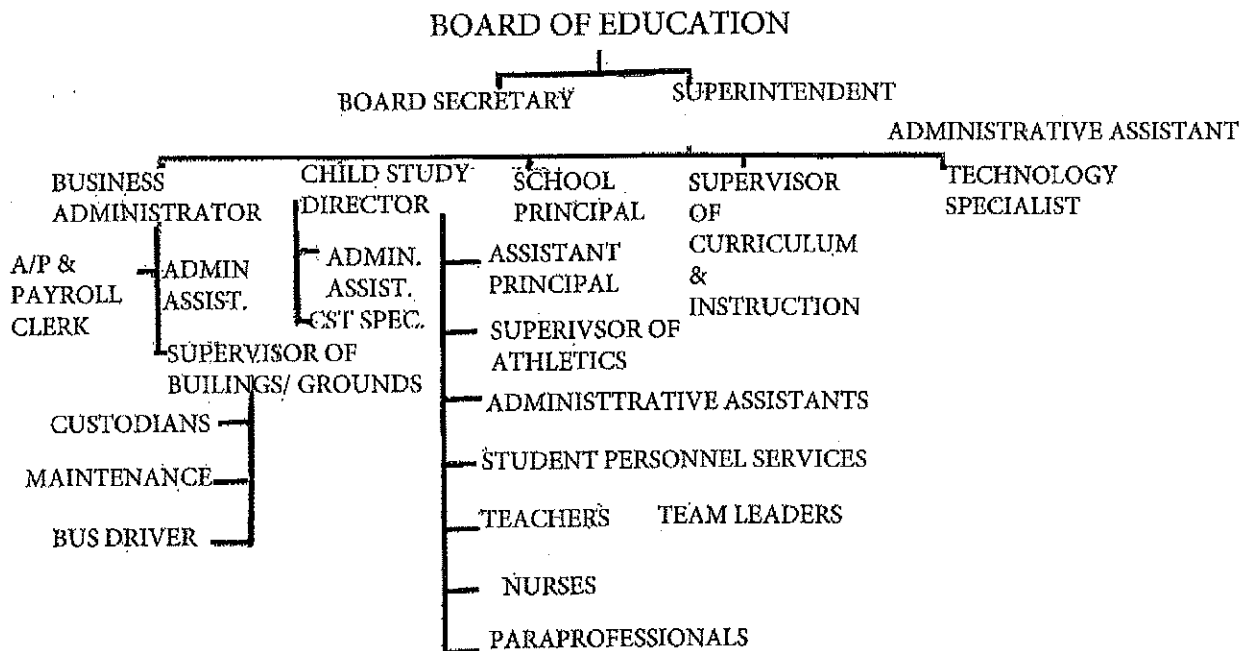 BOARD OF EDUCATION
BOARD SECRETARY
SUPERINTENDENT
ADMINISTRATIVE ASSISTANT
BUSINESS
ADMINISTRATOR
CHILD STUDY
DIRECTOR
SCHOOL
PRINCIPAL
SUPERVISOR
OF
CURRICULUM
&
INSTRUCTION
TECHNOLOGY
SPECIALIST
A/P &
PAYROLL
CLERK
ADMIN
ASSIST.
ADMIN.
ASSIST.
CST SPEC.
ASSISTANT
PRINCIPAL
SUPERVISOR OF
BUILINGS/ GROUNDS
SUPERIVSOR OF
ATHLETICS
CUSTODIANS
ADMINISTTRATIVE ASSISTANTS
MAINTENANCE
STUDENT PERSONNEL SERVICES
BUS DRIVER
TEACHERS TEAM LEADERS
NURSES
PARAPROFESSIONALS